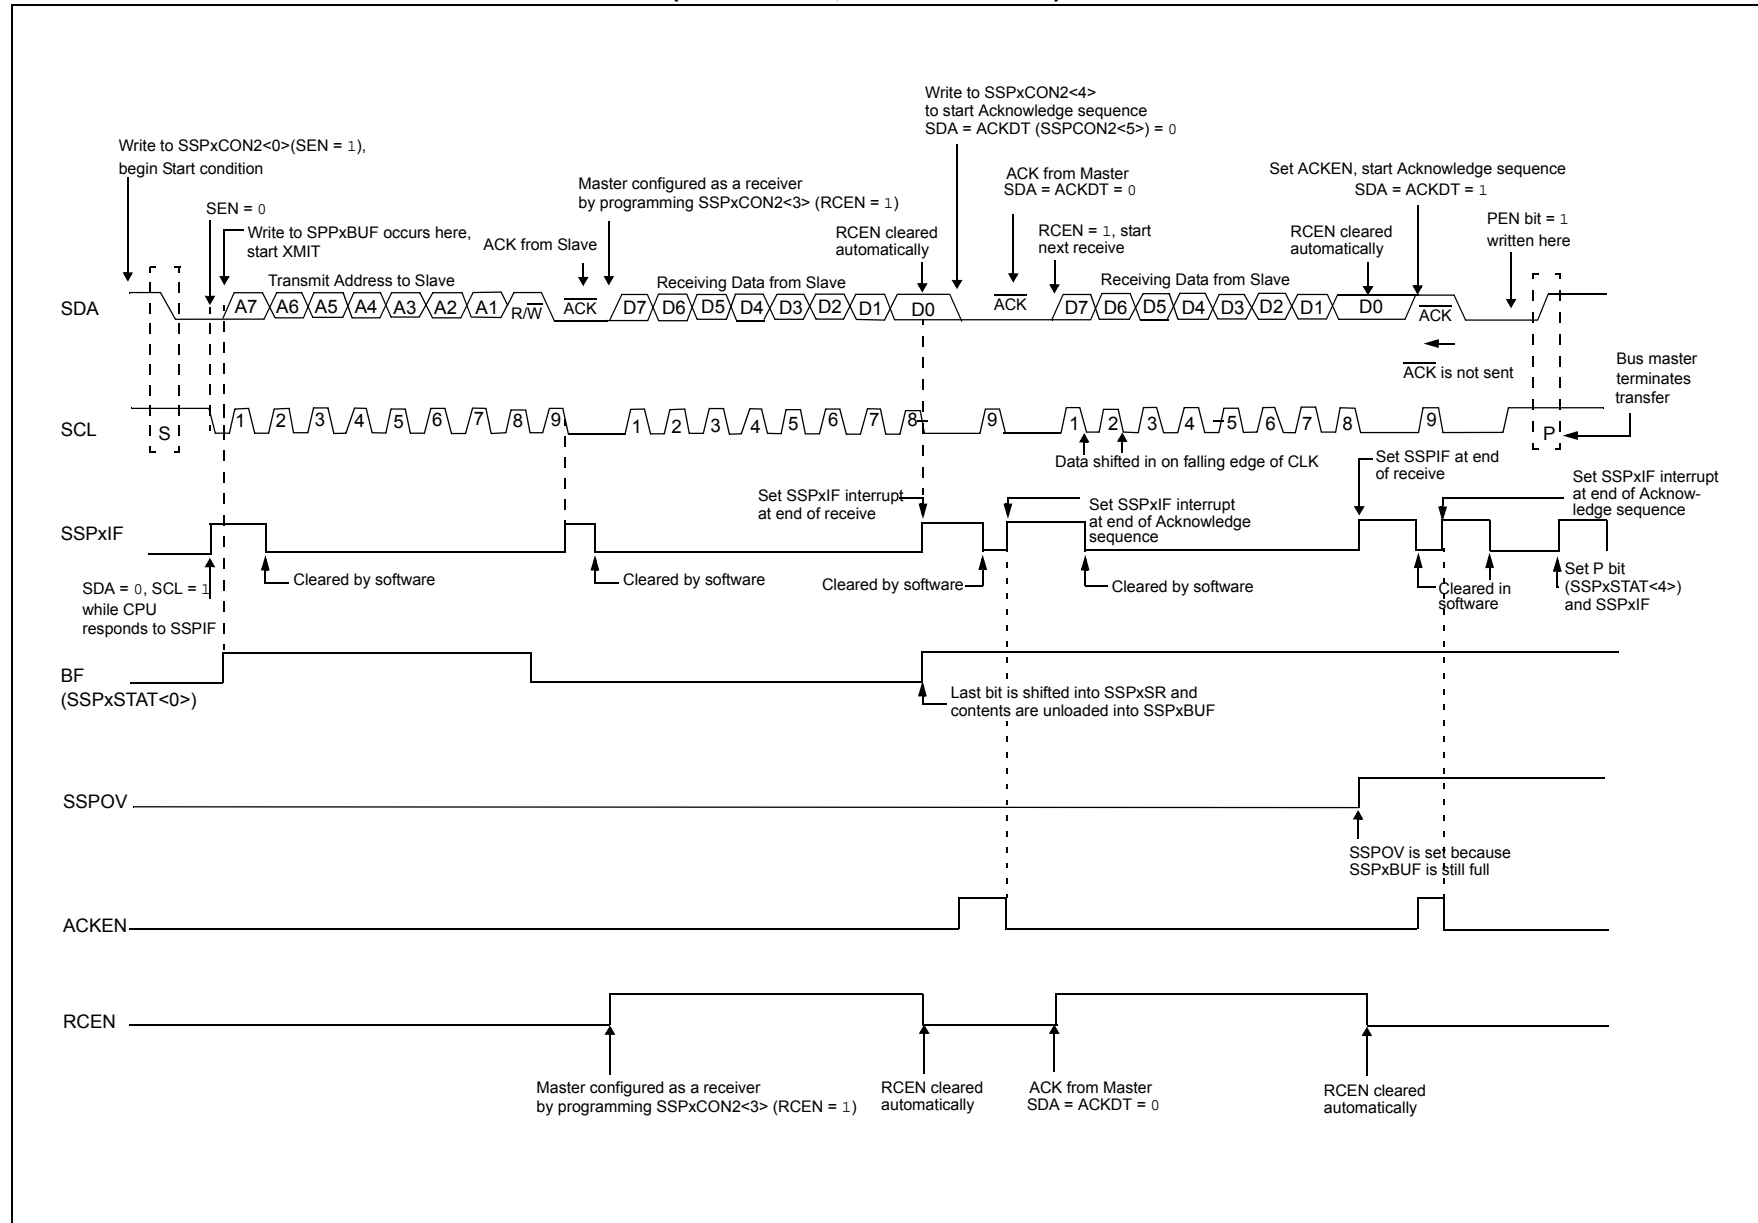 Write to SSPxCON2<4>
to start Acknowledge sequence
SDA = ACKDT (SSPCON2<5>) = 0
Write to SSPxCON2<0>(SEN = 1),
begin Start condition
ACK from Master
SDA = ACKDT = 0
Set ACKEN, start Acknowledge sequence
SDA = ACKDT = 1
Master configured as a receiver
by programming SSPxCON2<3> (RCEN = 1)
SEN = 0
PEN bit = 1
written here
Write to SPPxBUF occurs here,
start XMIT
ACK from Slave
RCEN cleared
automatically
RCEN = 1, start
next receive
RCEN cleared
automatically
Transmit Address to Slave
Receiving Data from Slave
Receiving Data from Slave
SDA
A7 A6 A5 A4 A3 A2 A1 R/W ACK D7 D6 D5 D4 D3 D2 D1 D0 ACK D7 D6 D5 D4 D3 D2 D1 D0 ACK
ACK is not sent
Bus master
terminates
transfer
SCL
S 1 2 3 4 5 6 7 8 9 1 2 3 4 5 6 7 8 9 1 2 3 4 5 6 7 8 9 P
Data shifted in on falling edge of CLK
Set SSPIF at end
of receive
Set SSPxIF interrupt
at end of receive
Set SSPxIF interrupt
at end of Acknowledge
sequence
Set SSPxIF interrupt
at end of Acknow-
ledge sequence
SSPxIF
Cleared by software
Cleared by software
Cleared by software
Cleared by software
Cleared in
software
Set P bit
(SSPxSTAT<4>)
and SSPxIF
SDA = 0, SCL = 1
while CPU
responds to SSPIF
BF
(SSPxSTAT<0>)
Last bit is shifted into SSPxSR and
contents are unloaded into SSPxBUF
SSPOV
SSPOV is set because
SSPxBUF is still full
ACKEN
RCEN
Master configured as a receiver
by programming SSPxCON2<3> (RCEN = 1)
RCEN cleared
automatically
ACK from Master
SDA = ACKDT = 0
RCEN cleared
automatically